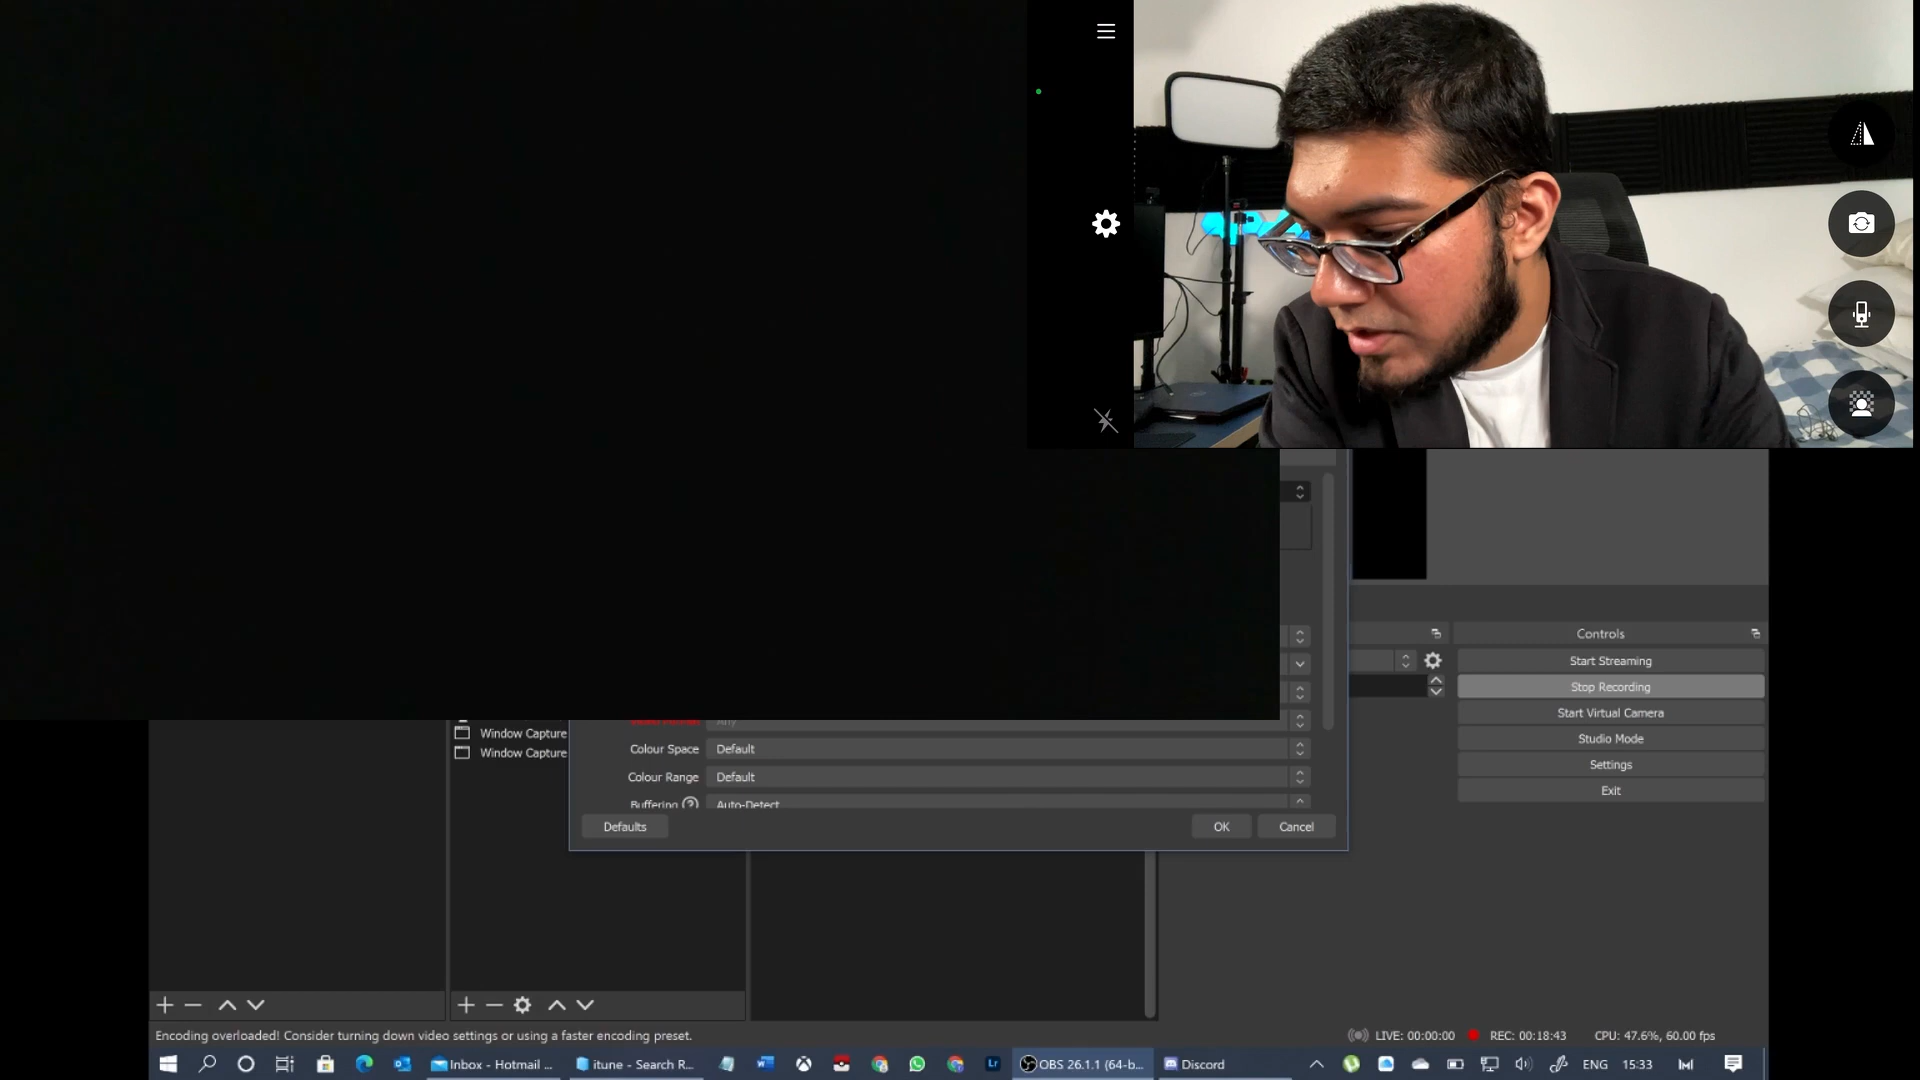 Controls
Start Streaming
Stop Recording
Start Virtual Camera
Studio Mode
Settings
Exit
Any
Window Capture
Window Capture
Colour Space Default
Colour Range Default
Buffering ? Auto-Detect
Defaults OK Cancel
Encoding overloaded! Consider turning down video settings or using a faster encoding preset.
LIVE: 00:00:00 REC: 00:18:43 CPU: 47.6%, 60.00 fps
Inbox - Hotmail ... itune - Search R... Lr OBS 26.1.1 (64-b... Discord ENG 15:33